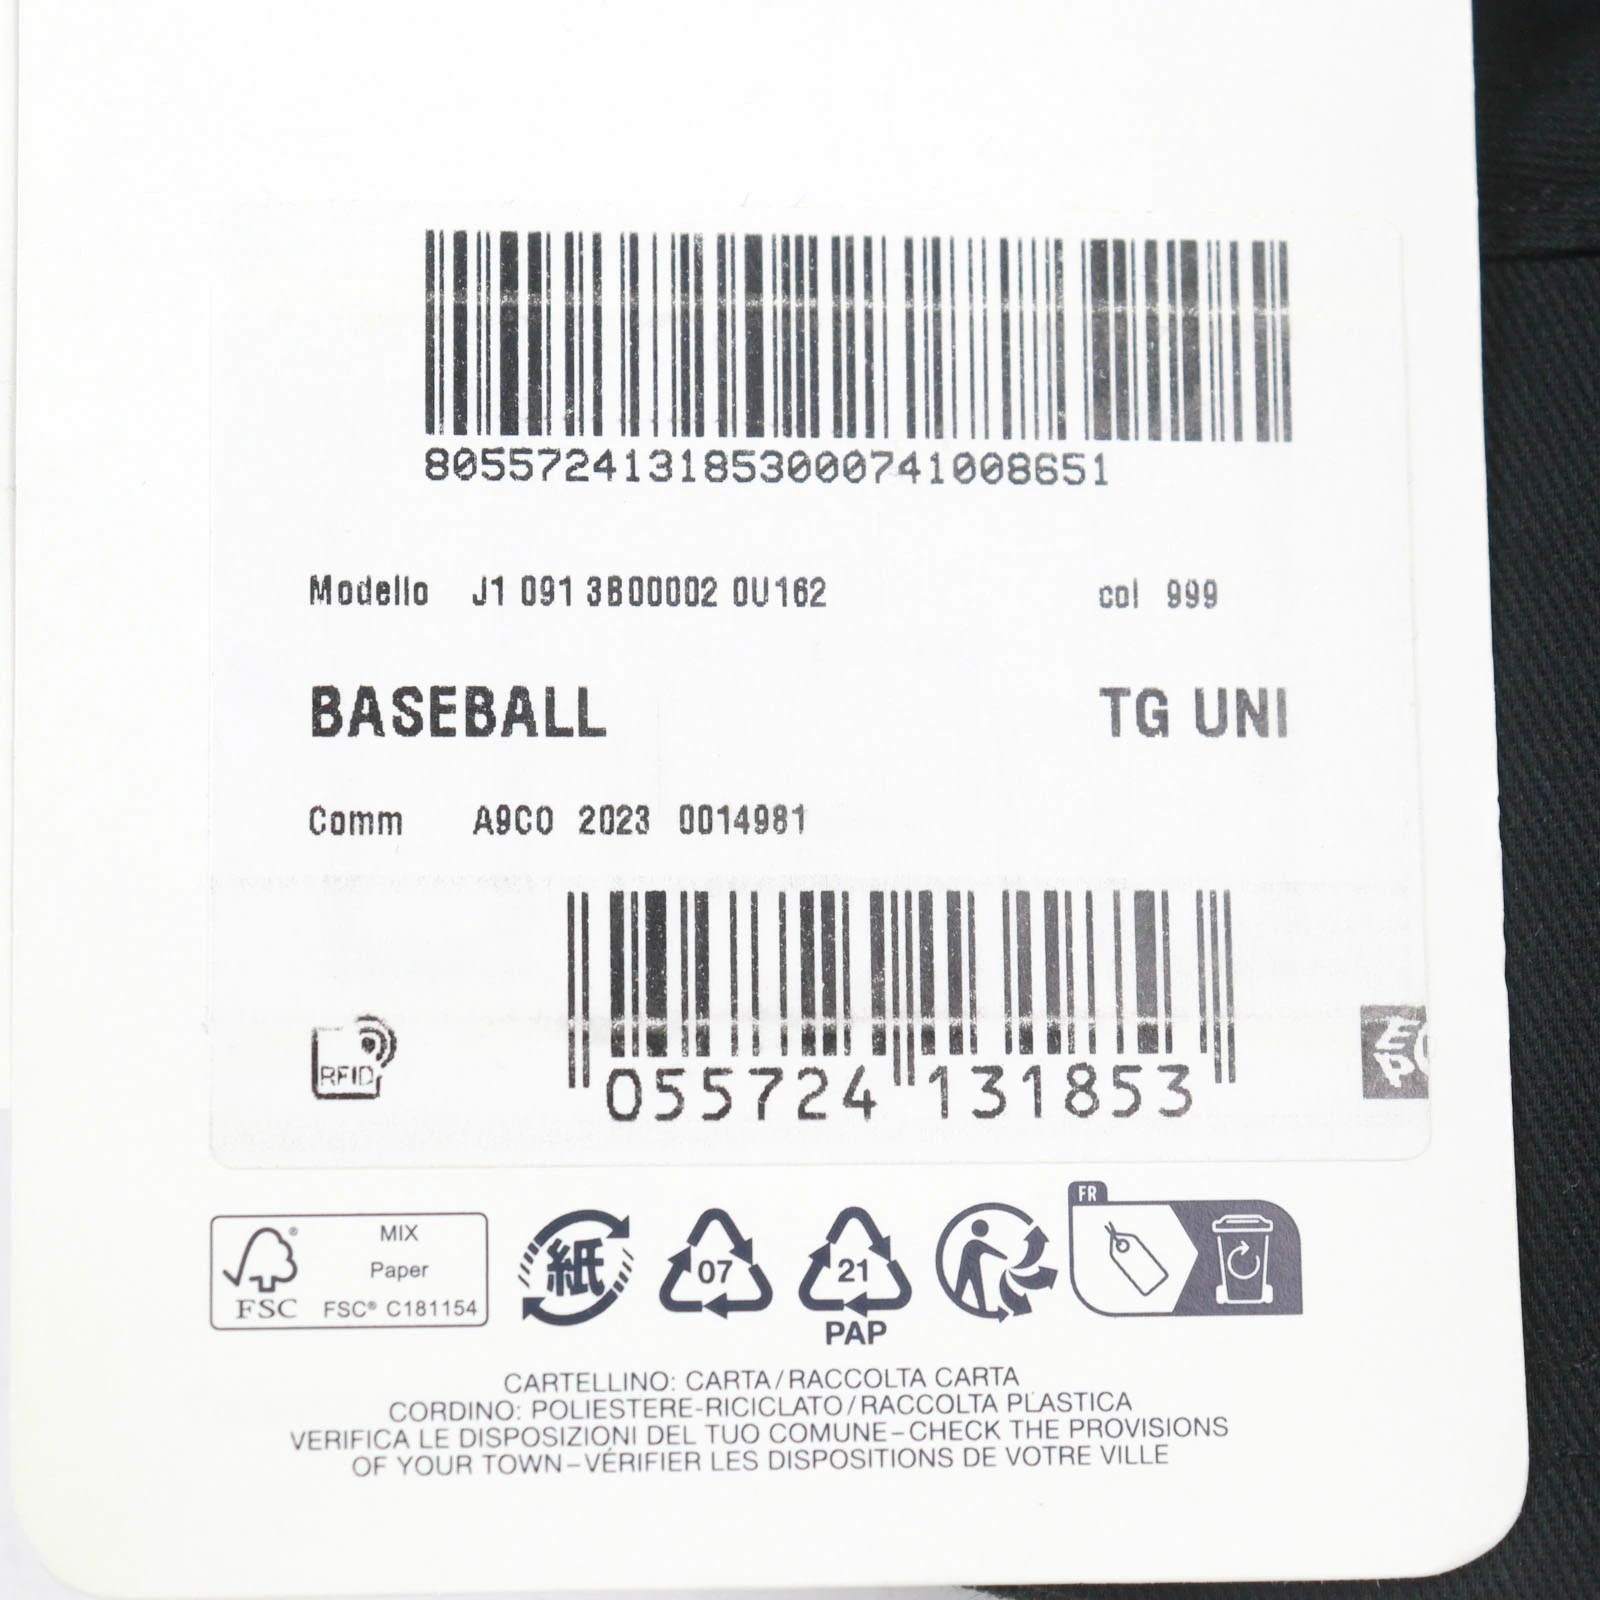 8055724131853000741008651
Modello J1 091 3B00002 0U162 col 999
BASEBALL TG UNI
Comm A9C0 2023 0014981
RFID
055724 131853
FR
MIX
Paper
FSC FSC® C181154
紙
07
21
PAP
CARTELLINO: CARTA/RACCOLTA CARTA
CORDINO: POLIESTERE-RICICLATO/RACCOLTA PLASTICA
VERIFICA LE DISPOSIZIONI DEL TUO COMUNE–CHECK THE PROVISIONS
OF YOUR TOWN–VÉRIFIER LES DISPOSITIONS DE VOTRE VILLE